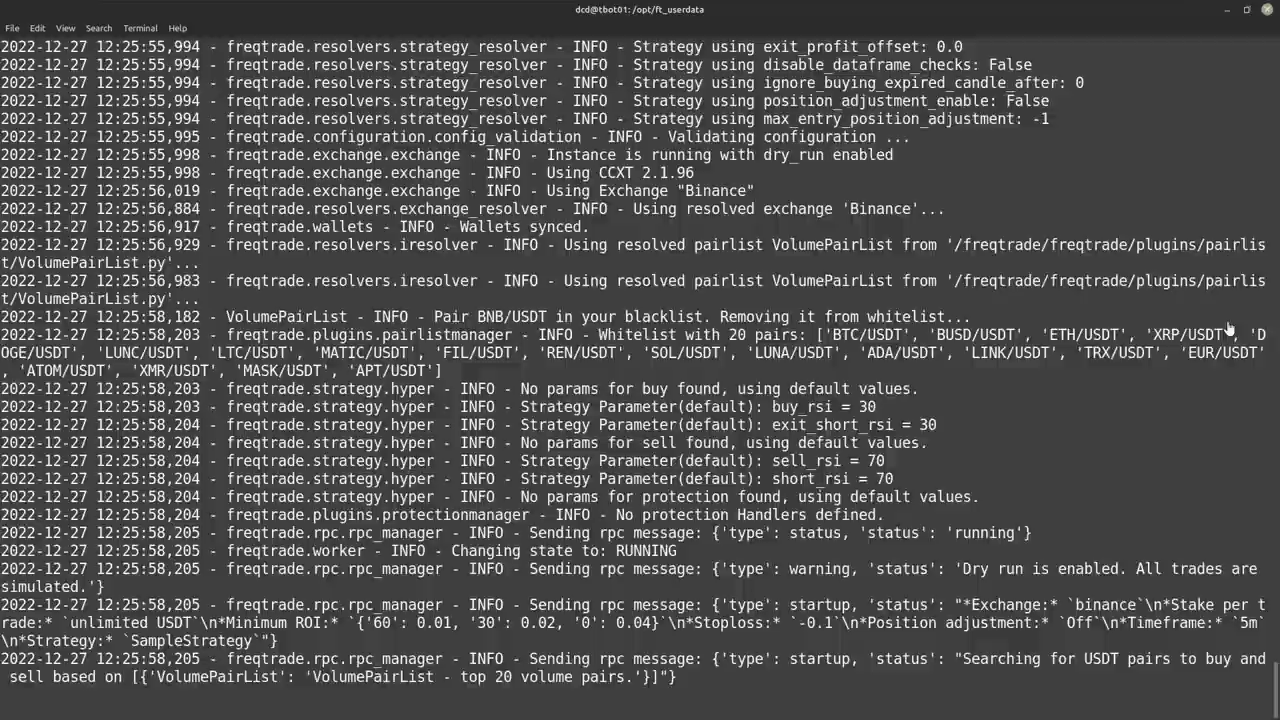 dcd@tbot01: /opt/ft_userdata
File Edit View Search Terminal Help
2022-12-27 12:25:55,994 - freqtrade.resolvers.strategy_resolver - INFO - Strategy using exit_profit_offset: 0.0
2022-12-27 12:25:55,994 - freqtrade.resolvers.strategy_resolver - INFO - Strategy using disable_dataframe_checks: False
2022-12-27 12:25:55,994 - freqtrade.resolvers.strategy_resolver - INFO - Strategy using ignore_buying_expired_candle_after: 0
2022-12-27 12:25:55,994 - freqtrade.resolvers.strategy_resolver - INFO - Strategy using position_adjustment_enable: False
2022-12-27 12:25:55,994 - freqtrade.resolvers.strategy_resolver - INFO - Strategy using max_entry_position_adjustment: -1
2022-12-27 12:25:55,995 - freqtrade.configuration.config_validation - INFO - Validating configuration ...
2022-12-27 12:25:55,998 - freqtrade.exchange.exchange - INFO - Instance is running with dry_run enabled
2022-12-27 12:25:55,998 - freqtrade.exchange.exchange - INFO - Using CCXT 2.1.96
2022-12-27 12:25:56,019 - freqtrade.exchange.exchange - INFO - Using Exchange "Binance"
2022-12-27 12:25:56,884 - freqtrade.resolvers.exchange_resolver - INFO - Using resolved exchange 'Binance'...
2022-12-27 12:25:56,917 - freqtrade.wallets - INFO - Wallets synced.
2022-12-27 12:25:56,929 - freqtrade.resolvers.iresolver - INFO - Using resolved pairlist VolumePairList from '/freqtrade/freqtrade/plugins/pairlis
t/VolumePairList.py'...
2022-12-27 12:25:56,983 - freqtrade.resolvers.iresolver - INFO - Using resolved pairlist VolumePairList from '/freqtrade/freqtrade/plugins/pairlis
t/VolumePairList.py'...
2022-12-27 12:25:58,182 - VolumePairList - INFO - Pair BNB/USDT in your blacklist. Removing it from whitelist...
2022-12-27 12:25:58,203 - freqtrade.plugins.pairlistmanager - INFO - Whitelist with 20 pairs: ['BTC/USDT', 'BUSD/USDT', 'ETH/USDT', 'XRP/USDT', 'D
OGE/USDT', 'LUNC/USDT', 'LTC/USDT', 'MATIC/USDT', 'FIL/USDT', 'REN/USDT', 'SOL/USDT', 'LUNA/USDT', 'ADA/USDT', 'LINK/USDT', 'TRX/USDT', 'EUR/USDT'
, 'ATOM/USDT', 'XMR/USDT', 'MASK/USDT', 'APT/USDT']
2022-12-27 12:25:58,203 - freqtrade.strategy.hyper - INFO - No params for buy found, using default values.
2022-12-27 12:25:58,203 - freqtrade.strategy.hyper - INFO - Strategy Parameter(default): buy_rsi = 30
2022-12-27 12:25:58,204 - freqtrade.strategy.hyper - INFO - Strategy Parameter(default): exit_short_rsi = 30
2022-12-27 12:25:58,204 - freqtrade.strategy.hyper - INFO - No params for sell found, using default values.
2022-12-27 12:25:58,204 - freqtrade.strategy.hyper - INFO - Strategy Parameter(default): sell_rsi = 70
2022-12-27 12:25:58,204 - freqtrade.strategy.hyper - INFO - Strategy Parameter(default): short_rsi = 70
2022-12-27 12:25:58,204 - freqtrade.strategy.hyper - INFO - No params for protection found, using default values.
2022-12-27 12:25:58,204 - freqtrade.plugins.protectionmanager - INFO - No protection Handlers defined.
2022-12-27 12:25:58,205 - freqtrade.rpc.rpc_manager - INFO - Sending rpc message: {'type': status, 'status': 'running'}
2022-12-27 12:25:58,205 - freqtrade.worker - INFO - Changing state to: RUNNING
2022-12-27 12:25:58,205 - freqtrade.rpc.rpc_manager - INFO - Sending rpc message: {'type': warning, 'status': 'Dry run is enabled. All trades are
simulated.'}
2022-12-27 12:25:58,205 - freqtrade.rpc.rpc_manager - INFO - Sending rpc message: {'type': startup, 'status': "*Exchange:* `binance`\n*Stake per t
rade:* `unlimited USDT`\n*Minimum ROI:* `{'60': 0.01, '30': 0.02, '0': 0.04}`\n*Stoploss:* `-0.1`\n*Position adjustment:* `Off`\n*Timeframe:* `5m`
\n*Strategy:* `SampleStrategy`"}
2022-12-27 12:25:58,205 - freqtrade.rpc.rpc_manager - INFO - Sending rpc message: {'type': startup, 'status': "Searching for USDT pairs to buy and
 sell based on [{'VolumePairList': 'VolumePairList - top 20 volume pairs.'}]"}